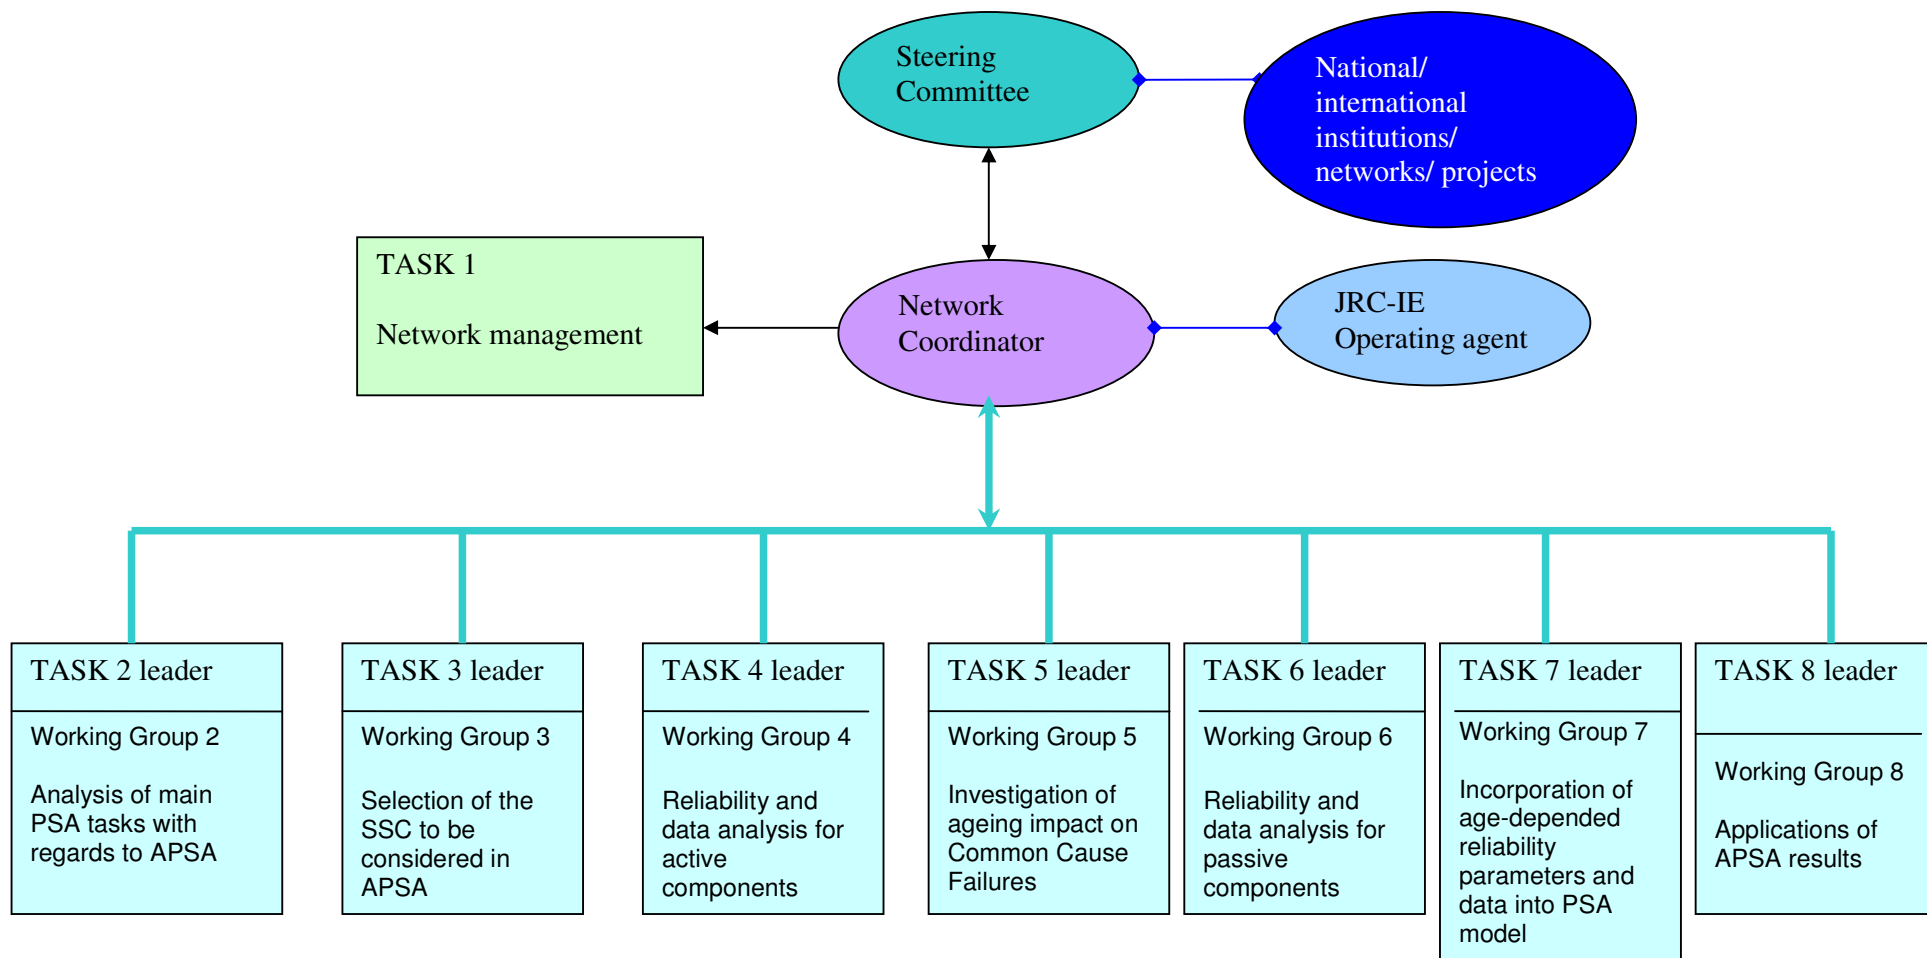 Steering
Committee
National/
international
institutions/
networks/ projects
TASK 1
Network management
Network
Coordinator
JRC-IE
Operating agent
TASK 2 leader
Working Group 2
Analysis of main
PSA tasks with
regards to APSA
TASK 3 leader
Working Group 3
Selection of the
SSC to be
considered in
APSA
TASK 4 leader
Working Group 4
Reliability and
data analysis for
active
components
TASK 5 leader
Working Group 5
Investigation of
ageing impact on
Common Cause
Failures
TASK 6 leader
Working Group 6
Reliability and
data analysis for
passive
components
TASK 7 leader
Working Group 7
Incorporation of
age-depended
reliability
parameters and
data into PSA
model
TASK 8 leader
Working Group 8
Applications of
APSA results